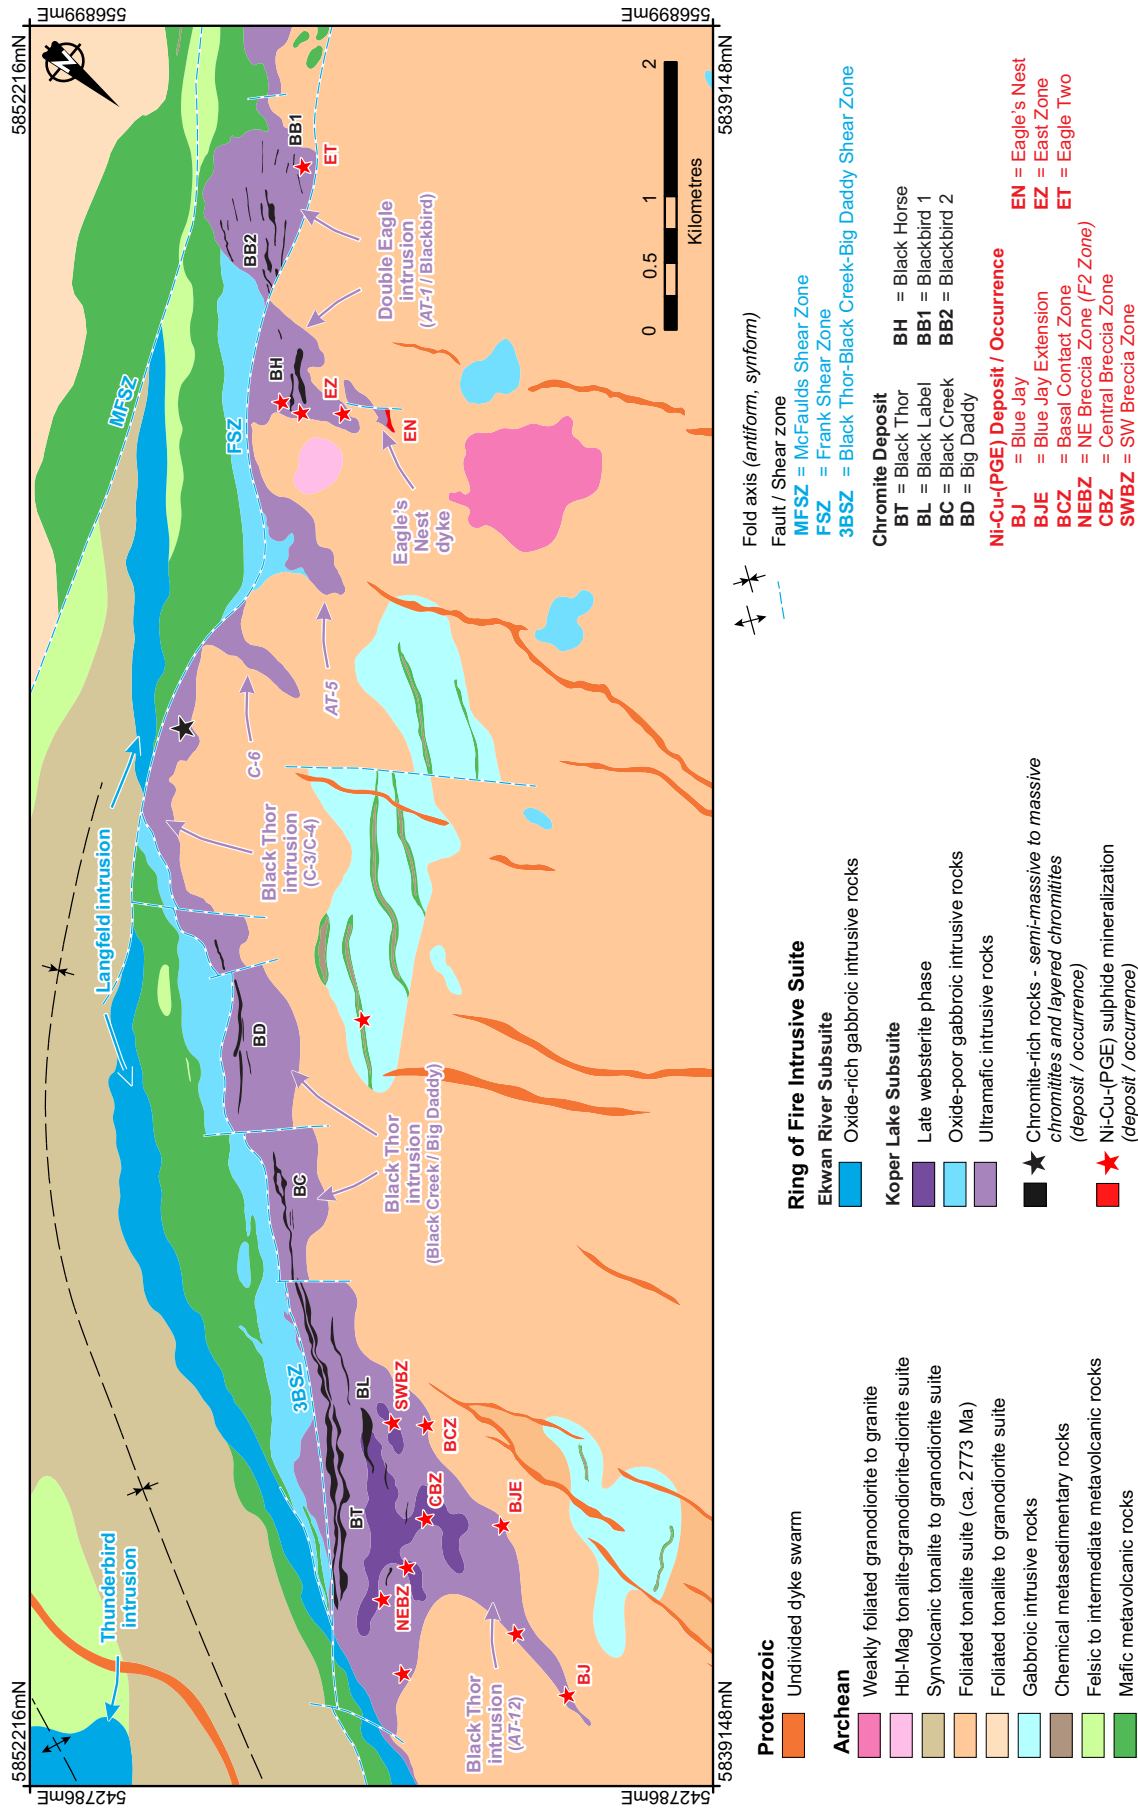 5852216mN
5852216mN
542786mE
556899mE
542786mE
556899mE
5839148mN
5839148mN
Thunderbird
intrusion
Langfeld intrusion
MFSZ
3BSZ
FSZ
BT
BL
BC
BD
BH
BB2
BB1
NEBZ
CBZ
SWBZ
BCZ
BJE
BJ
EZ
EN
ET
Black Thor
intrusion
(AT-12)
Black Thor
intrusion
(Black Creek / Big Daddy)
Black Thor
intrusion
(C-3/C-4)
C-6
AT-5
Eagle's
Nest
dyke
Double Eagle
intrusion
(AT-1 / Blackbird)
0
0.5
1
2
Kilometres
Proterozoic
Undivided dyke swarm
Archean
Weakly foliated granodiorite to granite
Hbl-Mag tonalite-granodiorite-diorite suite
Synvolcanic tonalite to granodiorite suite
Foliated tonalite suite (ca. 2773 Ma)
Foliated tonalite to granodiorite suite
Gabbroic intrusive rocks
Chemical metasedimentary rocks
Felsic to intermediate metavolcanic rocks
Mafic metavolcanic rocks
Ring of Fire Intrusive Suite
Ekwan River Subsuite
Oxide-rich gabbroic intrusive rocks
Koper Lake Subsuite
Late websterite phase
Oxide-poor gabbroic intrusive rocks
Ultramafic intrusive rocks
Chromite-rich rocks - semi-massive to massive
chromitites and layered chromitites
(deposit / occurrence)
Ni-Cu-(PGE) sulphide mineralization
(deposit / occurrence)
Fold axis (antiform, synform)
Fault / Shear zone
MFSZ = McFaulds Shear Zone
FSZ = Frank Shear Zone
3BSZ = Black Thor-Black Creek-Big Daddy Shear Zone
Chromite Deposit
BT = Black Thor
BL = Black Label
BC = Black Creek
BD = Big Daddy
BH = Black Horse
BB1 = Blackbird 1
BB2 = Blackbird 2
Ni-Cu-(PGE) Deposit / Occurrence
BJ = Blue Jay
BJE = Blue Jay Extension
BCZ = Basal Contact Zone
NEBZ = NE Breccia Zone (F2 Zone)
CBZ = Central Breccia Zone
SWBZ = SW Breccia Zone
EN = Eagle's Nest
EZ = East Zone
ET = Eagle Two